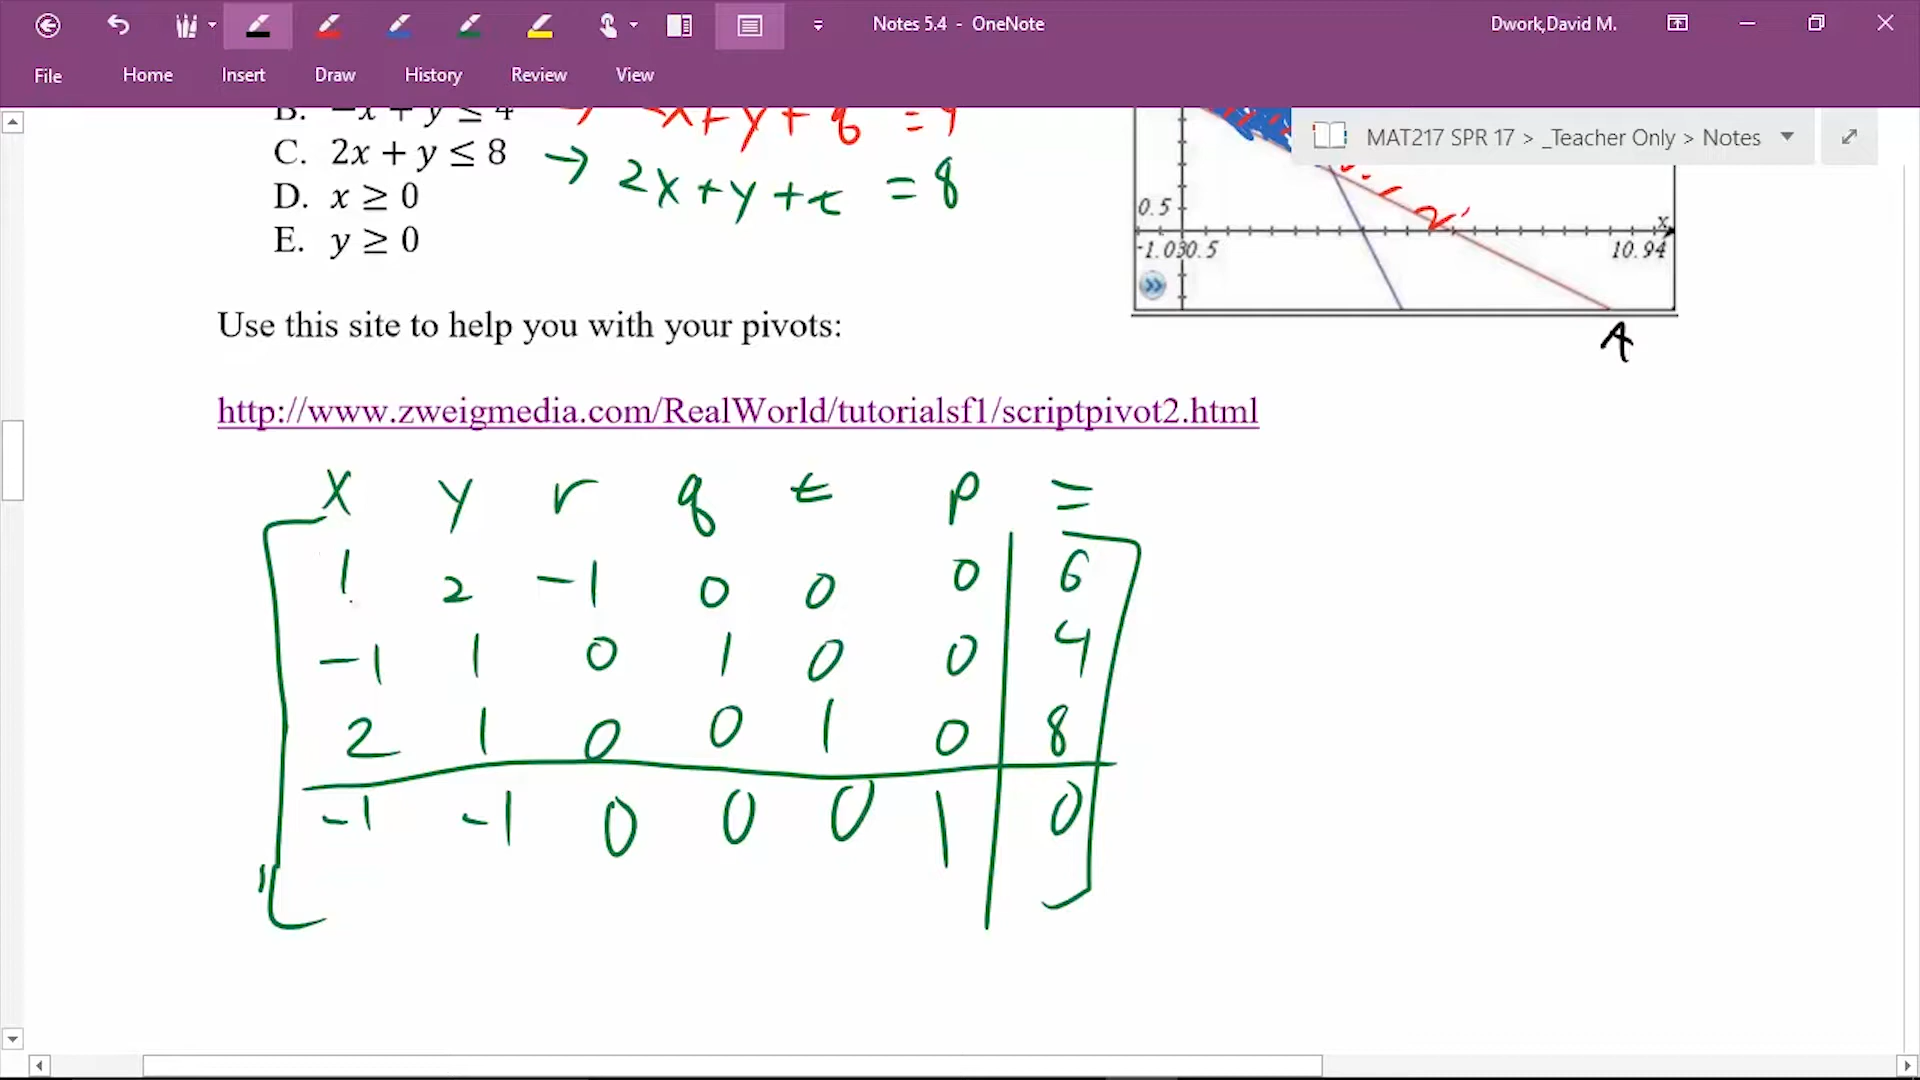 Notes 5.4 - OneNote
Dwork,David M.
File Home Insert Draw History Review View
MAT217 SPR 17 > _Teacher Only > Notes
B. −x + y ≤ 4 → -x+y+q = 4
C. 2x + y ≤ 8 → 2x+y+t = 8
D. x ≥ 0
E. y ≥ 0
0.5
x
-1.03 0.5
10.94
A
Use this site to help you with your pivots:
http://www.zweigmedia.com/RealWorld/tutorialsf1/scriptpivot2.html
x y r q t p =
1 2 -1 0 0 0 6
-1 1 0 1 0 0 4
2 1 0 0 1 0 8
-1 -1 0 0 0 1 0